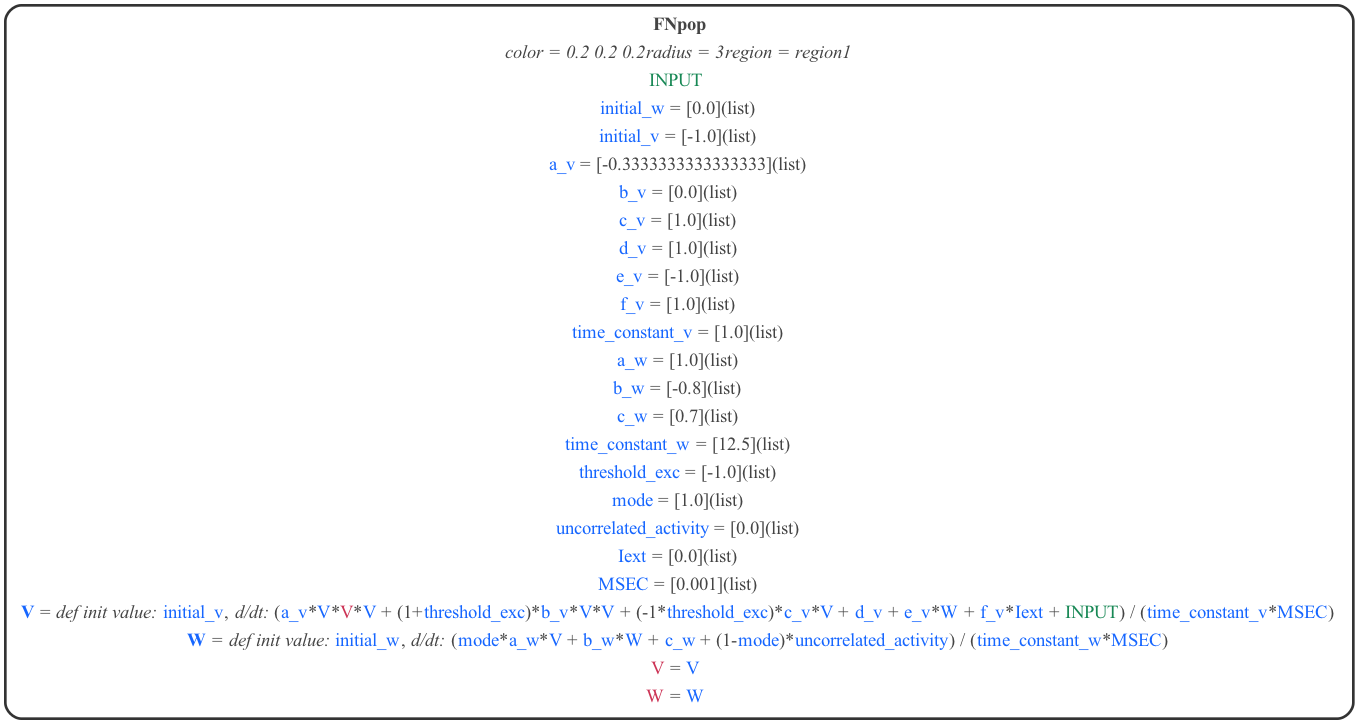 FNpop
color = 0.2 0.2 0.2radius = 3region = region1
INPUT
initial_w = [0.0](list)
initial_v = [-1.0](list)
a_v = [-0.3333333333333333](list)
b_v = [0.0](list)
c_v = [1.0](list)
d_v = [1.0](list)
e_v = [-1.0](list)
f_v = [1.0](list)
time_constant_v = [1.0](list)
a_w = [1.0](list)
b_w = [-0.8](list)
c_w = [0.7](list)
time_constant_w = [12.5](list)
threshold_exc = [-1.0](list)
mode = [1.0](list)
uncorrelated_activity = [0.0](list)
Iext = [0.0](list)
MSEC = [0.001](list)
V = def init value: initial_v, d/dt: (a_v*V*V*V + (1+threshold_exc)*b_v*V*V + (-1*threshold_exc)*c_v*V + d_v + e_v*W + f_v*Iext + INPUT) / (time_constant_v*MSEC)
W = def init value: initial_w, d/dt: (mode*a_w*V + b_w*W + c_w + (1-mode)*uncorrelated_activity) / (time_constant_w*MSEC)
V = V
W = W